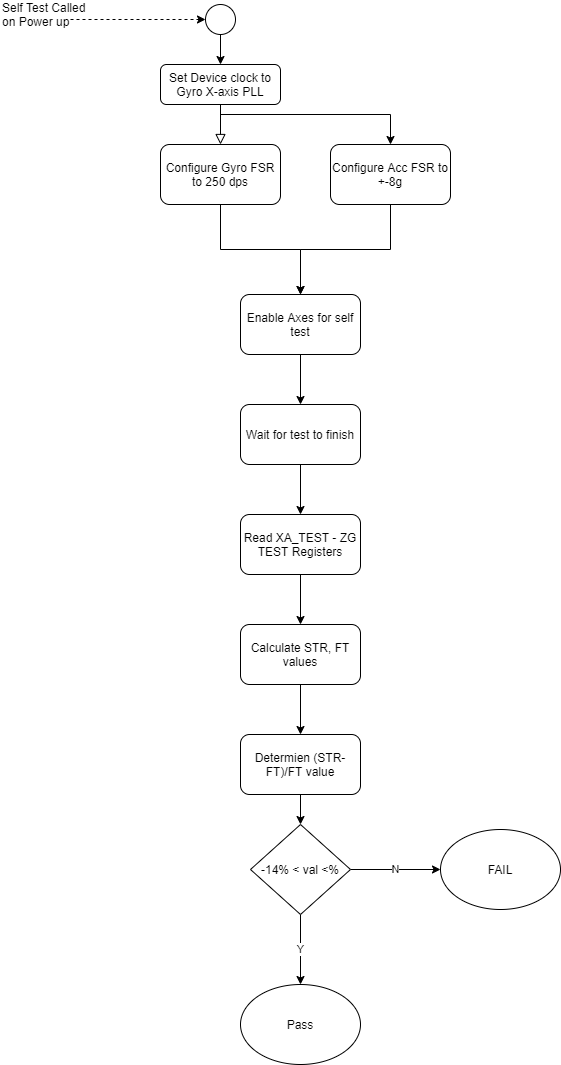 Self Test Called
on Power up
Set Device clock to
Gyro X-axis PLL
Configure Gyro FSR
to 250 dps
Configure Acc FSR to
+-8g
Enable Axes for self
test
Wait for test to finish
Read XA_TEST - ZG
TEST Registers
Calculate STR, FT
values
Determien (STR-
FT)/FT value
-14% < val <%
N
FAIL
Y
Pass